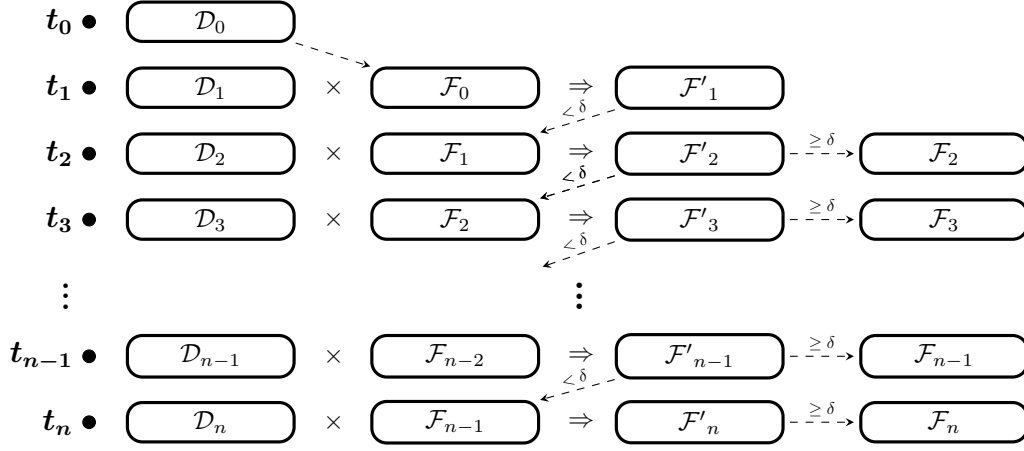 t₀ • 𝒟₀
t₁ • 𝒟₁ × ℱ₀ ⇒ ℱ′₁
< δ
t₂ • 𝒟₂ × ℱ₁ ⇒ ℱ′₂ ≥ δ ℱ₂
< δ
t₃ • 𝒟₃ × ℱ₂ ⇒ ℱ′₃ ≥ δ ℱ₃
< δ
⋮ ⋮
tₙ₋₁ • 𝒟ₙ₋₁ × ℱₙ₋₂ ⇒ ℱ′ₙ₋₁ ≥ δ ℱₙ₋₁
< δ
tₙ • 𝒟ₙ × ℱₙ₋₁ ⇒ ℱ′ₙ ≥ δ ℱₙ